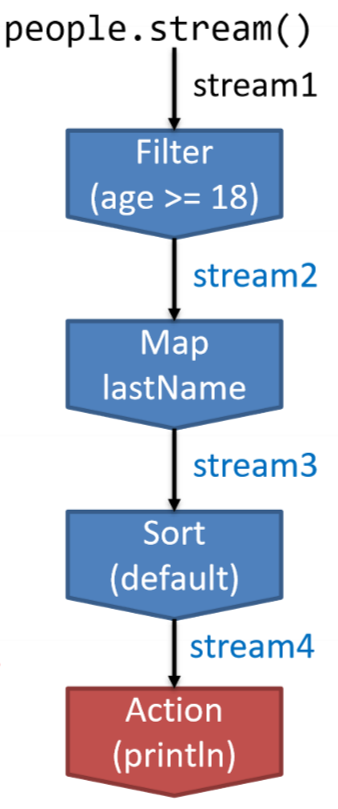 people.stream()
stream1
Filter
(age >= 18)
stream2
Map
lastName
stream3
Sort
(default)
stream4
Action
(println)